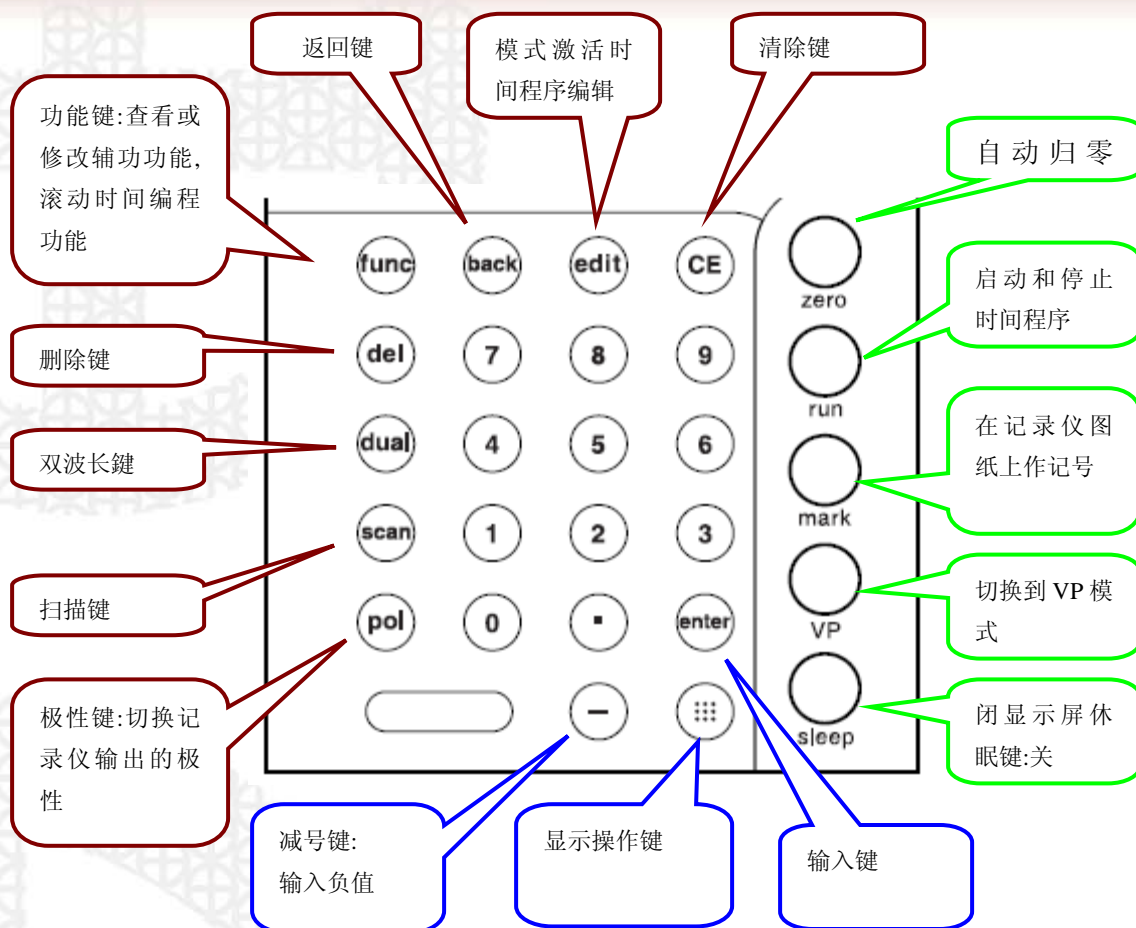 返回键
模式激活时
间程序编辑
清除键
功能键:查看或
修改辅功功能,
滚动时间编程
功能
自动归零
func
back
edit
CE
zero
启动和停止
时间程序
删除键
del
7
8
9
run
双波长鍵
dual
4
5
6
在记录仪图
纸上作记号
mark
扫描键
scan
1
2
3
切换到 VP 模
式
VP
pol
0
.
enter
极性键:切换记
录仪输出的极
性
−
sleep
闭显示屏休
眠键:关
减号键:
输入负值
显示操作键
输入键